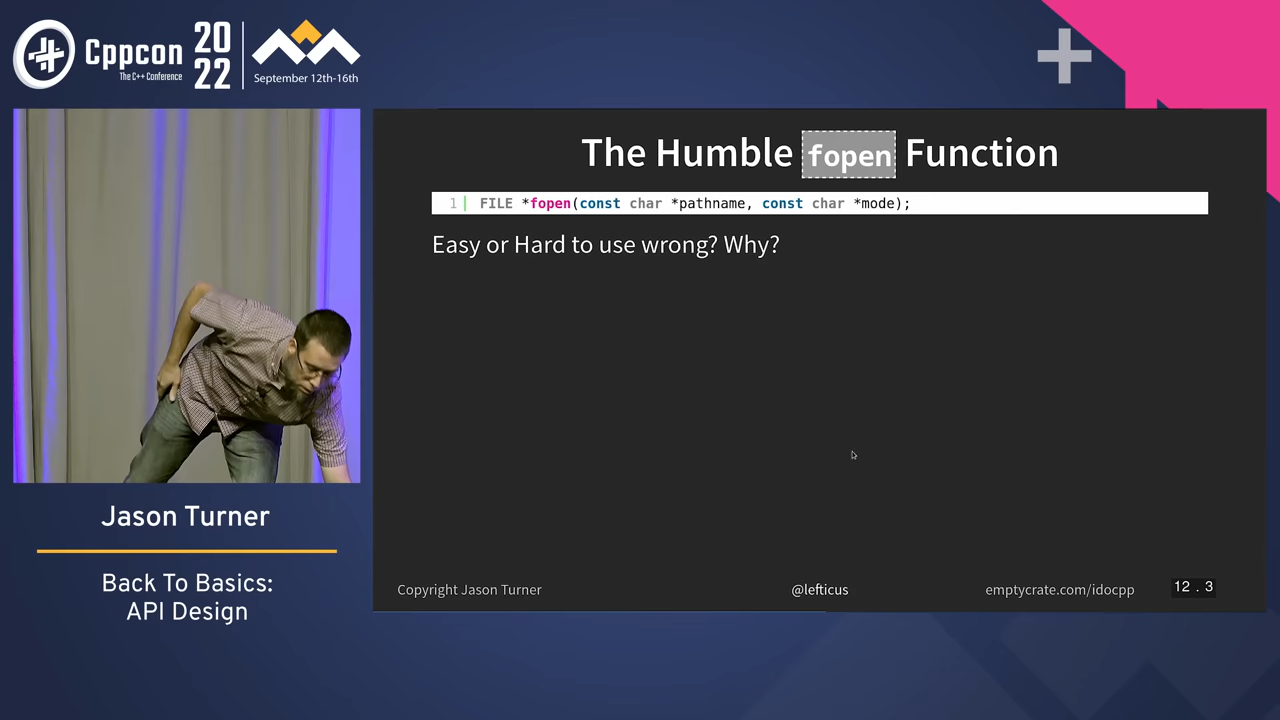 Cppcon
The C++ Conference
20
22
September 12th-16th
The Humble fopen Function
1 FILE *fopen(const char *pathname, const char *mode);
Easy or Hard to use wrong? Why?
Copyright Jason Turner
@lefticus
emptycrate.com/idocpp
12 . 3
Jason Turner
Back To Basics:
API Design